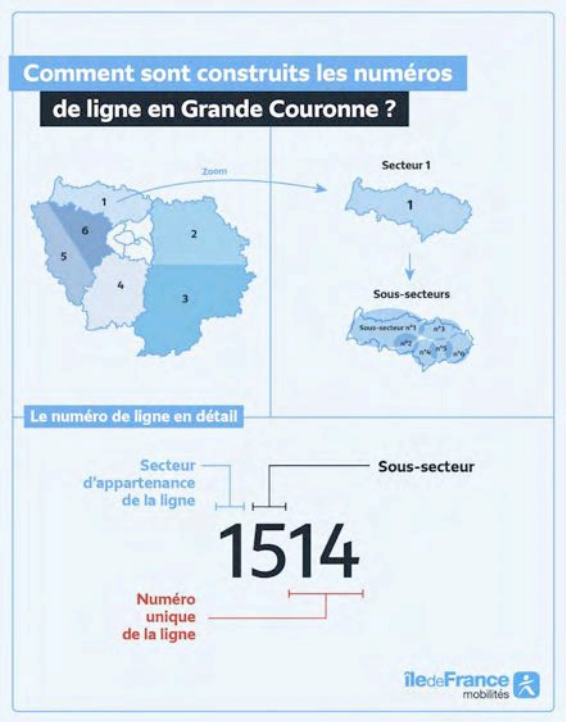 Comment sont construits les numéros
de ligne en Grande Couronne ?
Zoom
1
2
3
4
5
6
Secteur 1
1
Sous-secteurs
Sous-secteur n°1
n°2
n°3
n°4
n°5
n°6
Le numéro de ligne en détail
Secteur
d'appartenance
de la ligne
Sous-secteur
1514
Numéro
unique
de la ligne
îledeFrance
mobilités